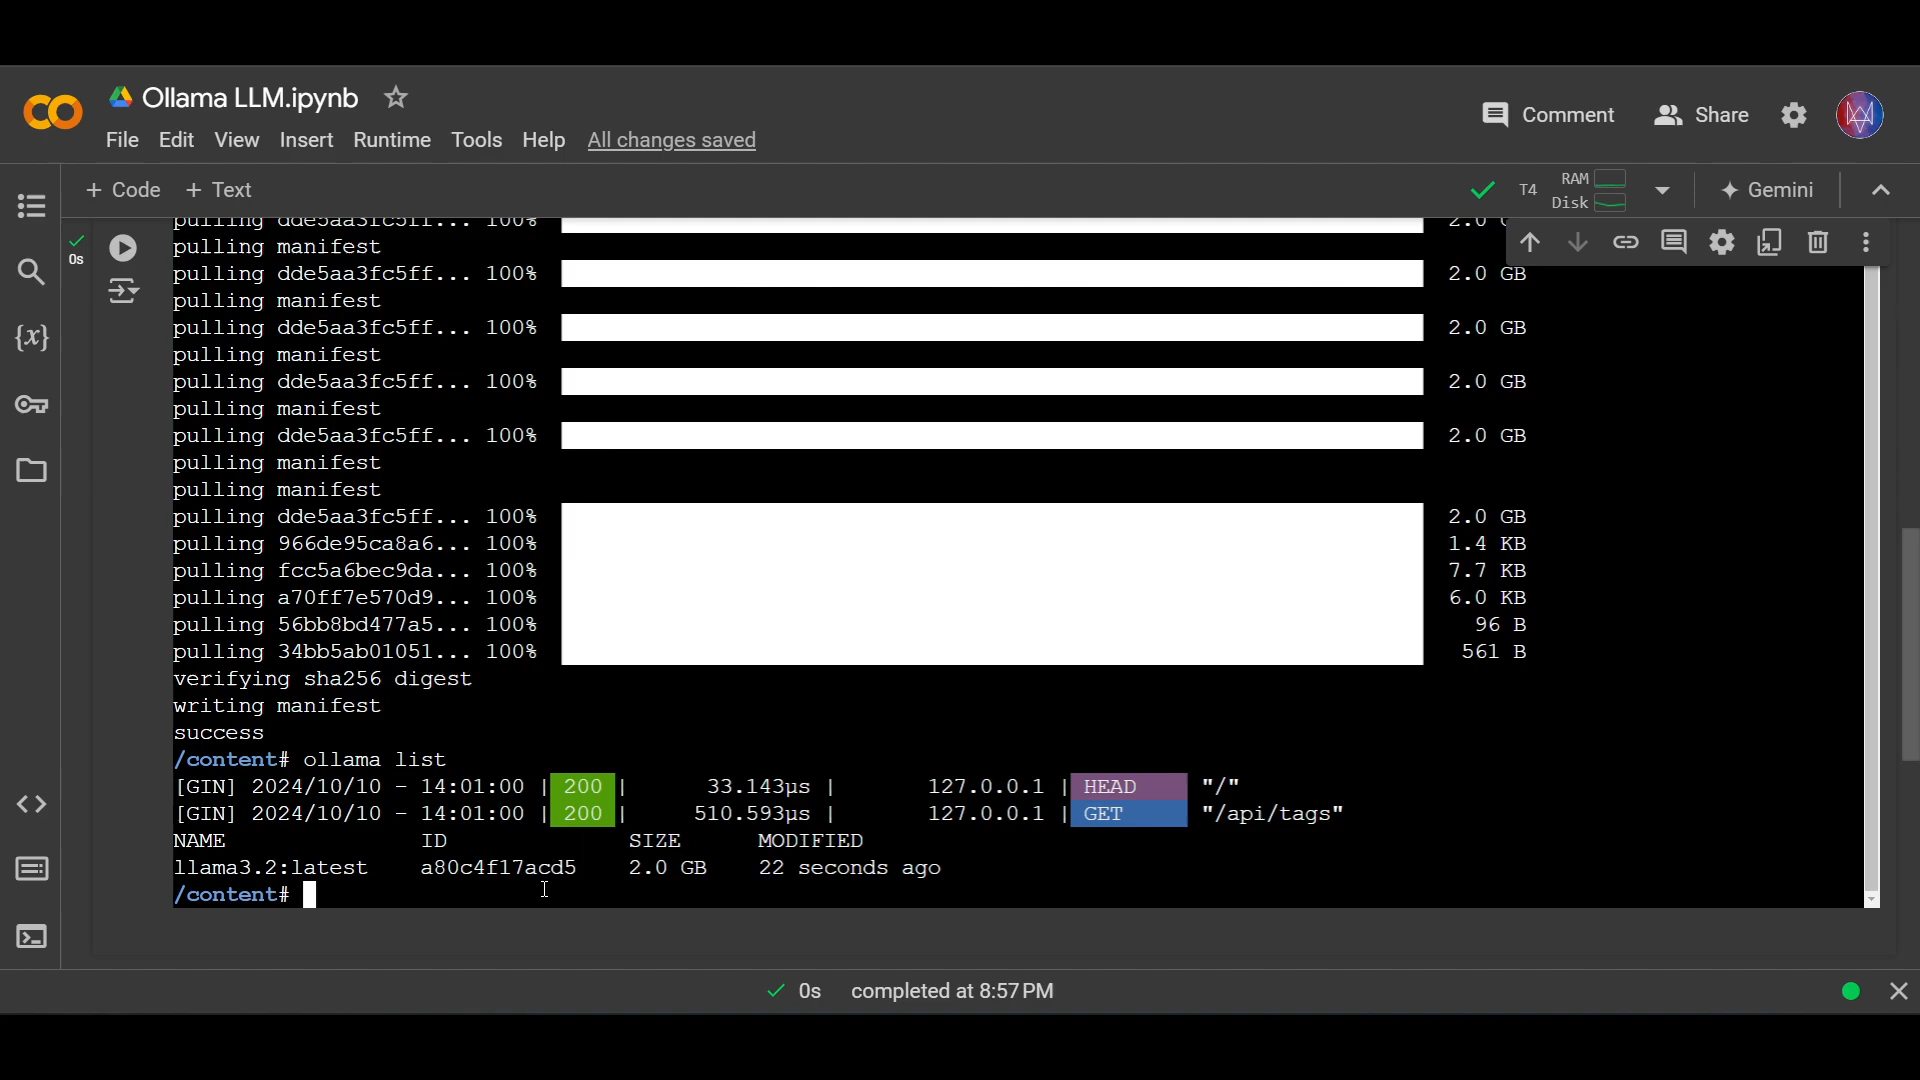 Ollama LLM.ipynb
File Edit View Insert Runtime Tools Help All changes saved
Comment Share
+ Code + Text
T4 RAM Disk Gemini
0s
pulling dde5aa3fc5ff... 100% 2.0
pulling manifest
pulling dde5aa3fc5ff... 100% 2.0 GB
pulling manifest
pulling dde5aa3fc5ff... 100% 2.0 GB
pulling manifest
pulling dde5aa3fc5ff... 100% 2.0 GB
pulling manifest
pulling dde5aa3fc5ff... 100% 2.0 GB
pulling manifest
pulling manifest
pulling dde5aa3fc5ff... 100% 2.0 GB
pulling 966de95ca8a6... 100% 1.4 KB
pulling fcc5a6bec9da... 100% 7.7 KB
pulling a70ff7e570d9... 100% 6.0 KB
pulling 56bb8bd477a5... 100% 96 B
pulling 34bb5ab01051... 100% 561 B
verifying sha256 digest
writing manifest
success
/content# ollama list
[GIN] 2024/10/10 - 14:01:00 | 200 | 33.143µs | 127.0.0.1 | HEAD "/"
[GIN] 2024/10/10 - 14:01:00 | 200 | 510.593µs | 127.0.0.1 | GET "/api/tags"
NAME ID SIZE MODIFIED
llama3.2:latest a80c4f17acd5 2.0 GB 22 seconds ago
/content#
0s completed at 8:57 PM